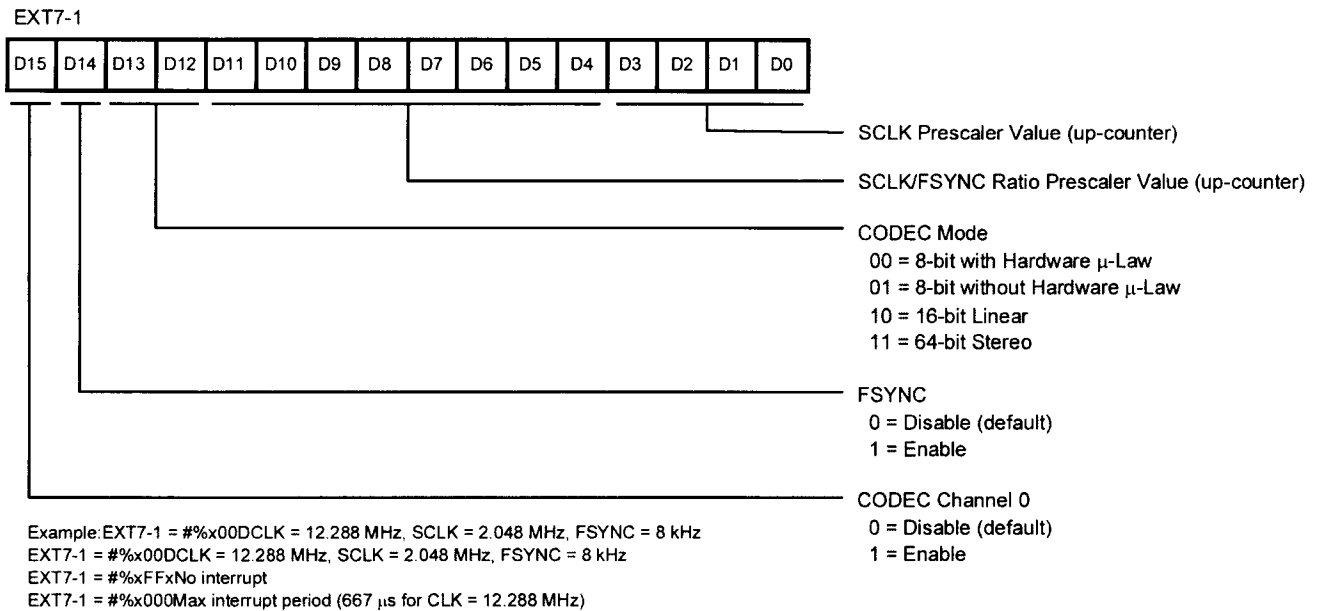 EXT7-1
D15 D14 D13 D12 D11 D10 D9 D8 D7 D6 D5 D4 D3 D2 D1 D0
SCLK Prescaler Value (up-counter)
SCLK/FSYNC Ratio Prescaler Value (up-counter)
CODEC Mode
00 = 8-bit with Hardware μ-Law
01 = 8-bit without Hardware μ-Law
10 = 16-bit Linear
11 = 64-bit Stereo
FSYNC
0 = Disable (default)
1 = Enable
CODEC Channel 0
0 = Disable (default)
1 = Enable
Example:EXT7-1 = #%x00DCLK = 12.288 MHz, SCLK = 2.048 MHz, FSYNC = 8 kHz
EXT7-1 = #%x00DCLK = 12.288 MHz, SCLK = 2.048 MHz, FSYNC = 8 kHz
EXT7-1 = #%xFFxNo interrupt
EXT7-1 = #%x000Max interrupt period (667 μs for CLK = 12.288 MHz)